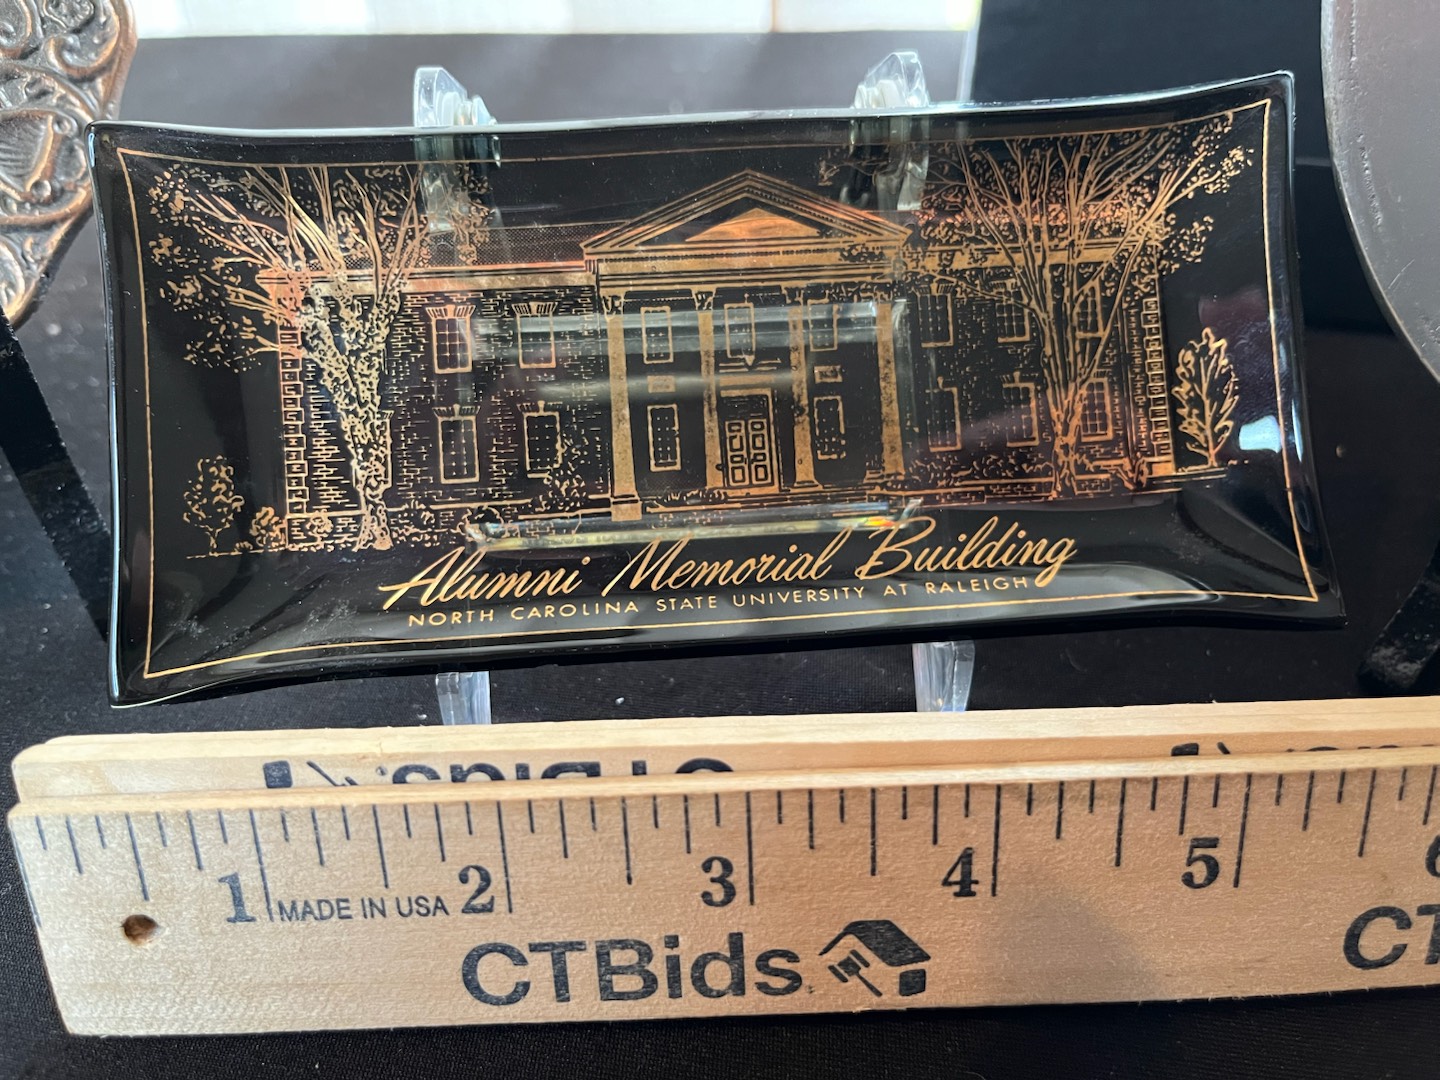 Alumni Memorial Building
NORTH CAROLINA STATE UNIVERSITY AT RALEIGH
1 2 3 4 5 6
MADE IN USA
CTBids
CT